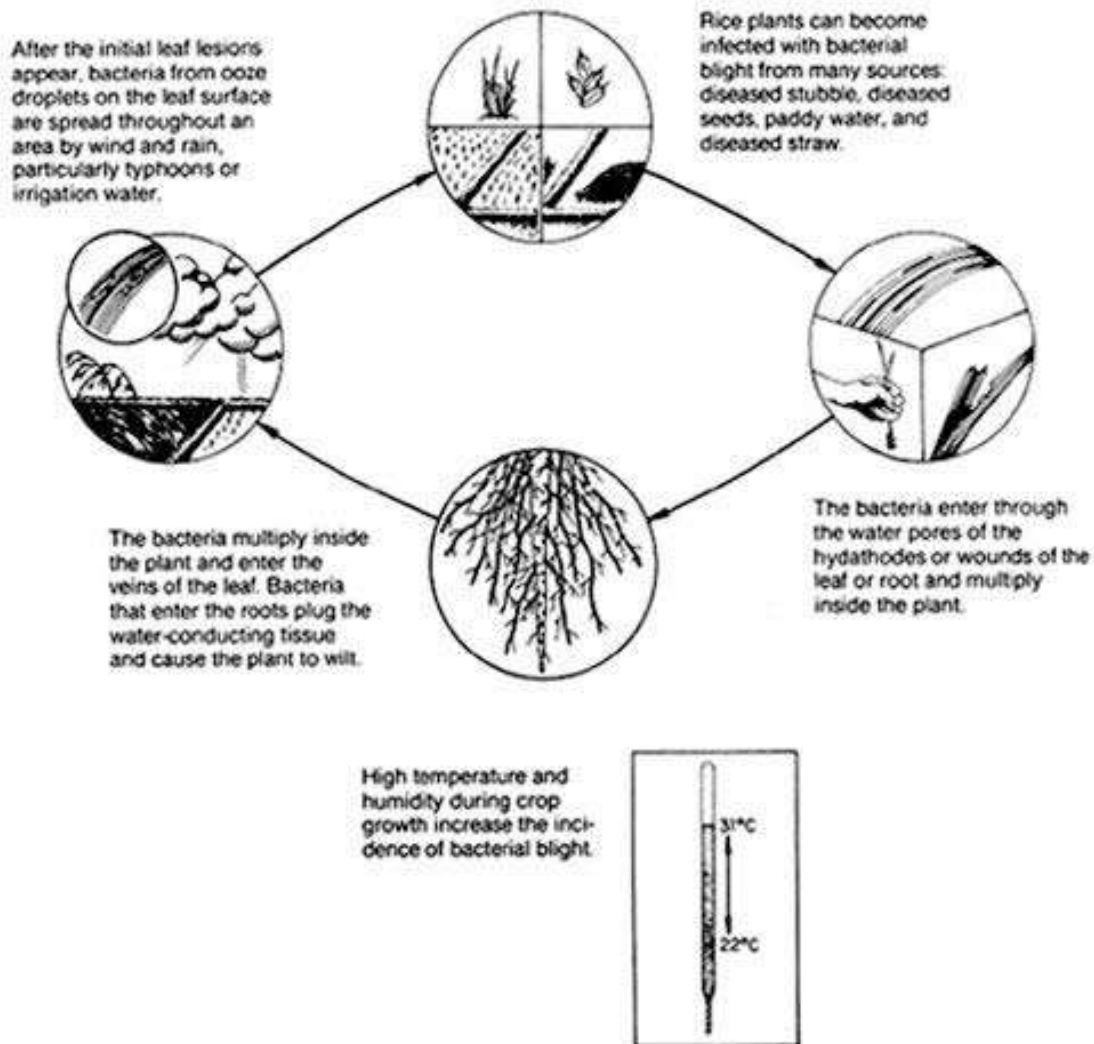 After the initial leaf lesions
appear, bacteria from ooze
droplets on the leaf surface
are spread throughout an
area by wind and rain,
particularly typhoons or
irrigation water.
Rice plants can become
infected with bacterial
blight from many sources:
diseased stubble, diseased
seeds, paddy water, and
diseased straw.
The bacteria enter through
the water pores of the
hydathodes or wounds of the
leaf or root and multiply
inside the plant.
The bacteria multiply inside
the plant and enter the
veins of the leaf. Bacteria
that enter the roots plug the
water-conducting tissue
and cause the plant to wilt.
High temperature and
humidity during crop
growth increase the inci-
dence of bacterial blight.
31°C
22°C